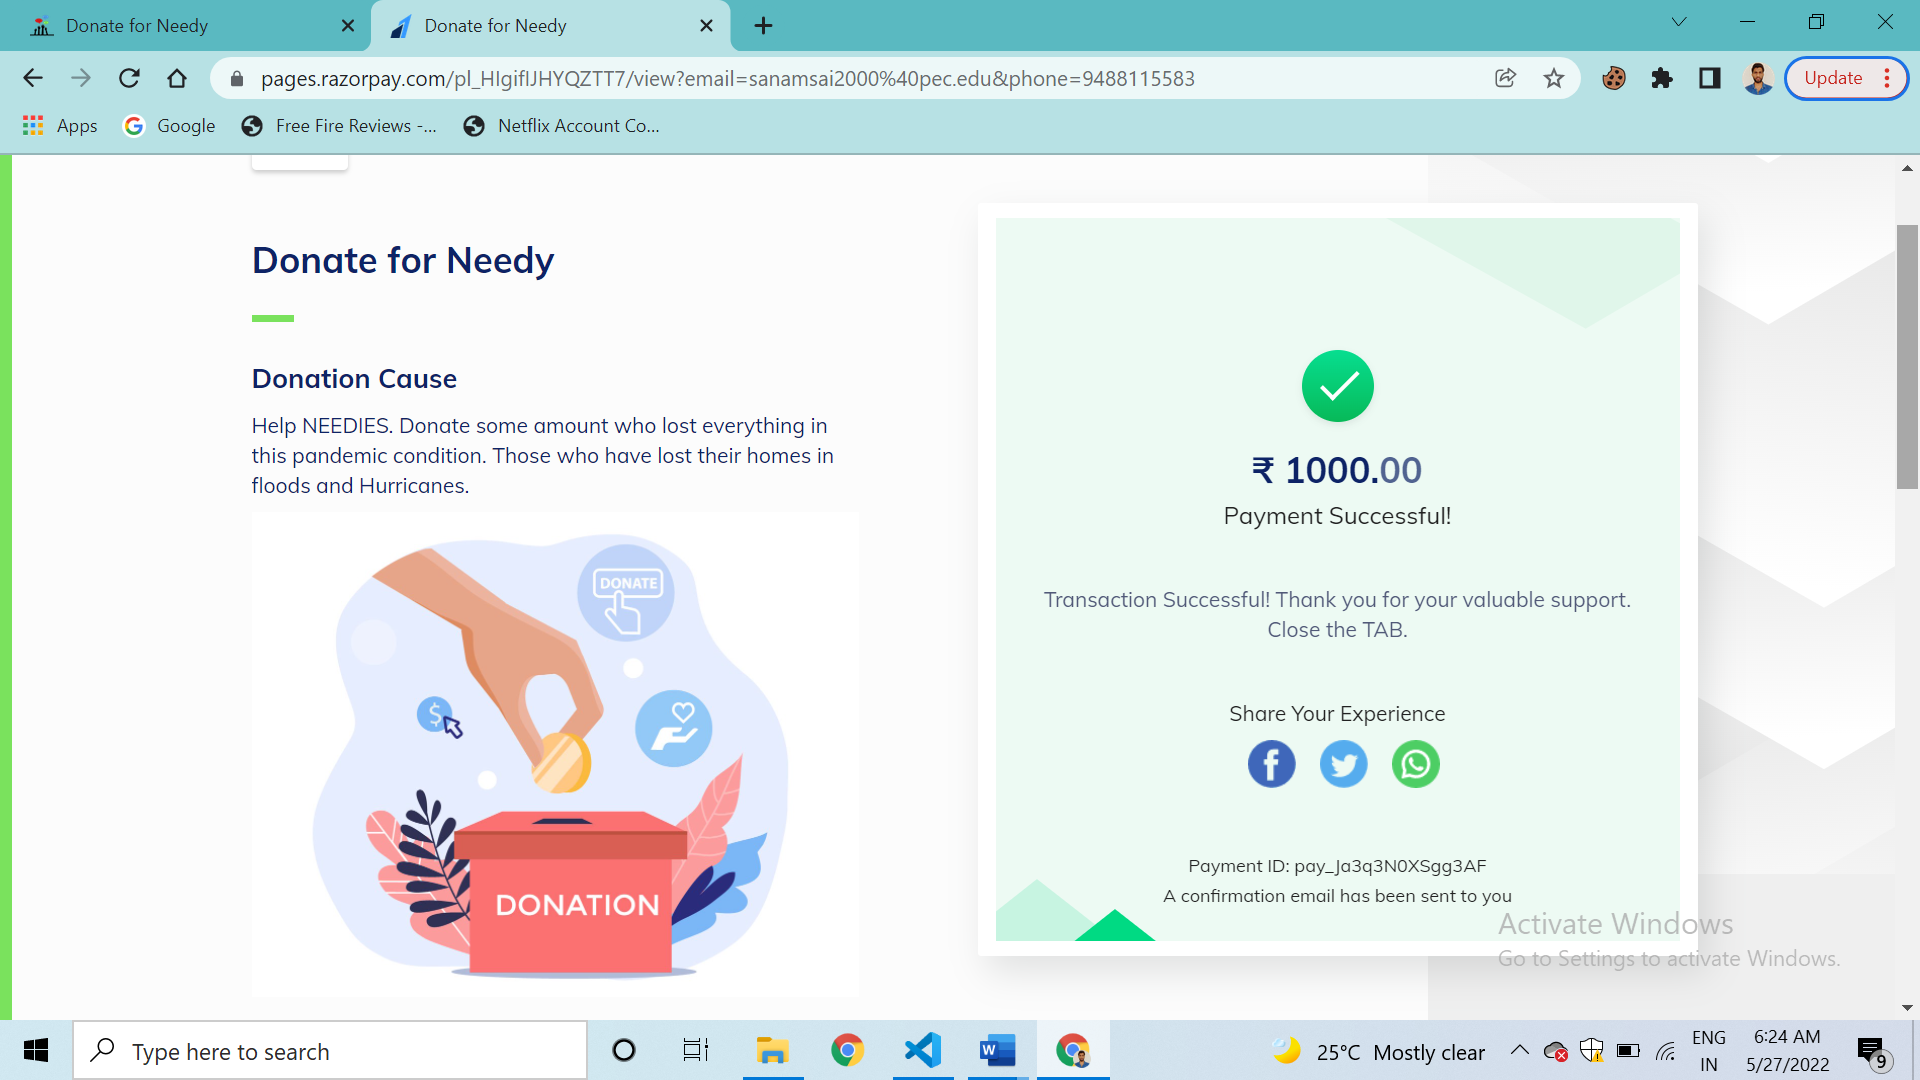 Donate for Needy
Donate for Needy
pages.razorpay.com/pl_HIgifIJHYQZTT7/view?email=sanamsai2000%40pec.edu&phone=9488115583
Update
Apps
Google
Free Fire Reviews -...
Netflix Account Co...
Donate for Needy
Donation Cause
Help NEEDIES. Donate some amount who lost everything in
this pandemic condition. Those who have lost their homes in
floods and Hurricanes.
DONATE
$
DONATION
₹ 1000.00
Payment Successful!
Transaction Successful! Thank you for your valuable support.
Close the TAB.
Share Your Experience
Payment ID: pay_Ja3q3N0XSgg3AF
A confirmation email has been sent to you
Activate Windows
Go to Settings to activate Windows.
Type here to search
25°C Mostly clear
ENG
IN
6:24 AM
5/27/2022
9